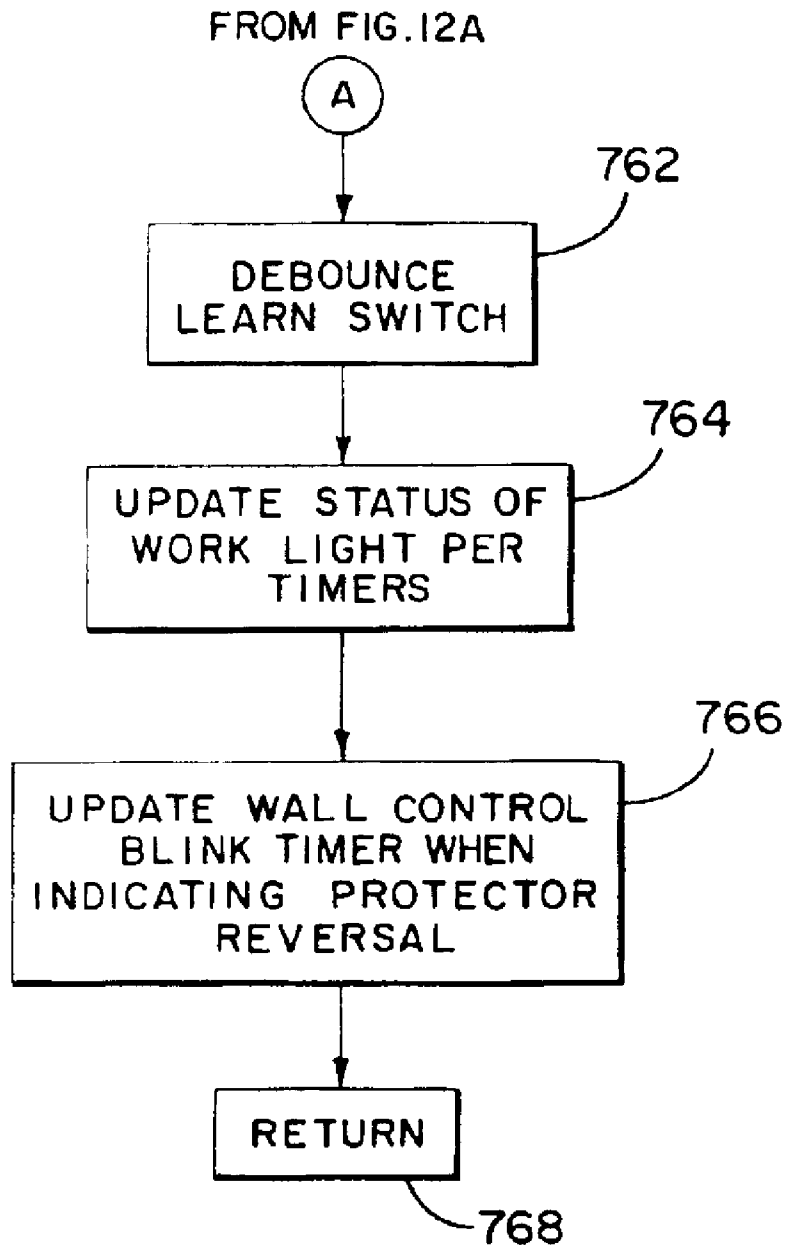 FROM FIG.12A
A
762
DEBOUNCE
LEARN SWITCH
764
UPDATE STATUS OF
WORK LIGHT PER
TIMERS
766
UPDATE WALL CONTROL
BLINK TIMER WHEN
INDICATING PROTECTOR
REVERSAL
RETURN
768